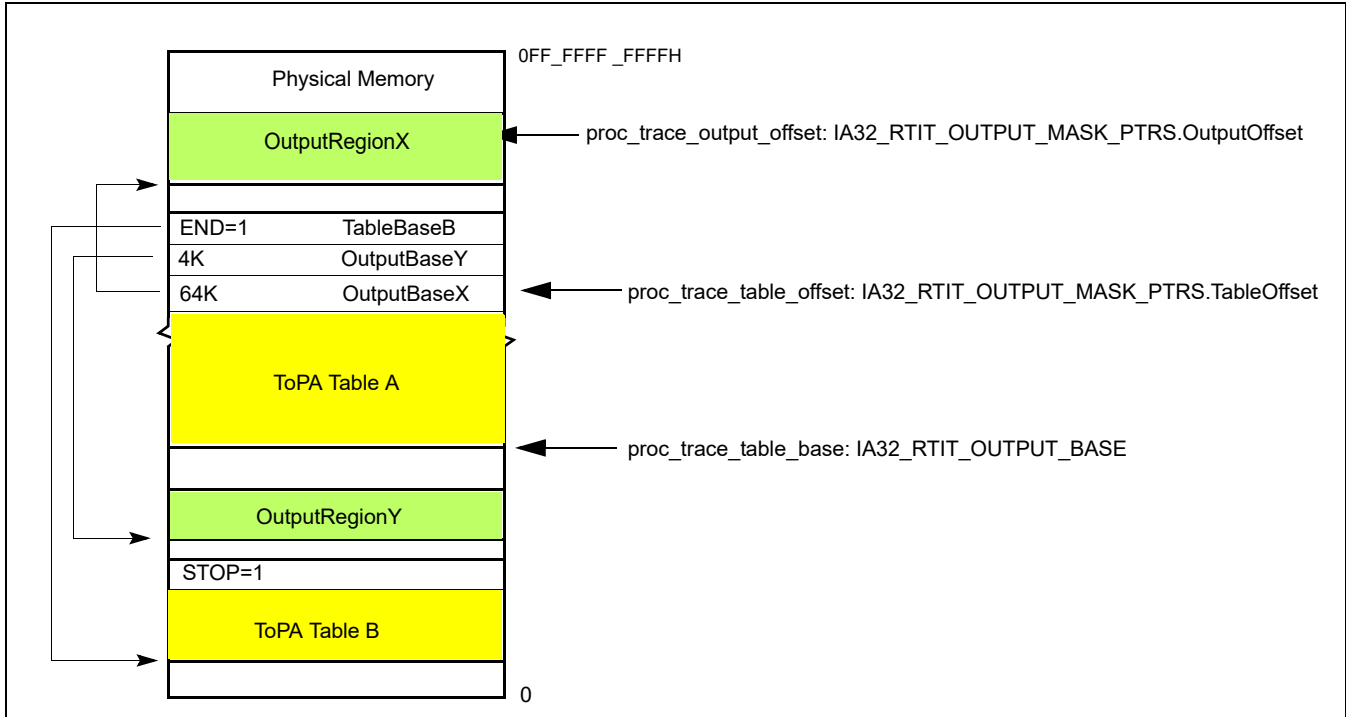 0FF_FFFF _FFFFH
Physical Memory
OutputRegionX
proc_trace_output_offset: IA32_RTIT_OUTPUT_MASK_PTRS.OutputOffset
END=1 TableBaseB
4K OutputBaseY
64K OutputBaseX
proc_trace_table_offset: IA32_RTIT_OUTPUT_MASK_PTRS.TableOffset
ToPA Table A
proc_trace_table_base: IA32_RTIT_OUTPUT_BASE
OutputRegionY
STOP=1
ToPA Table B
0